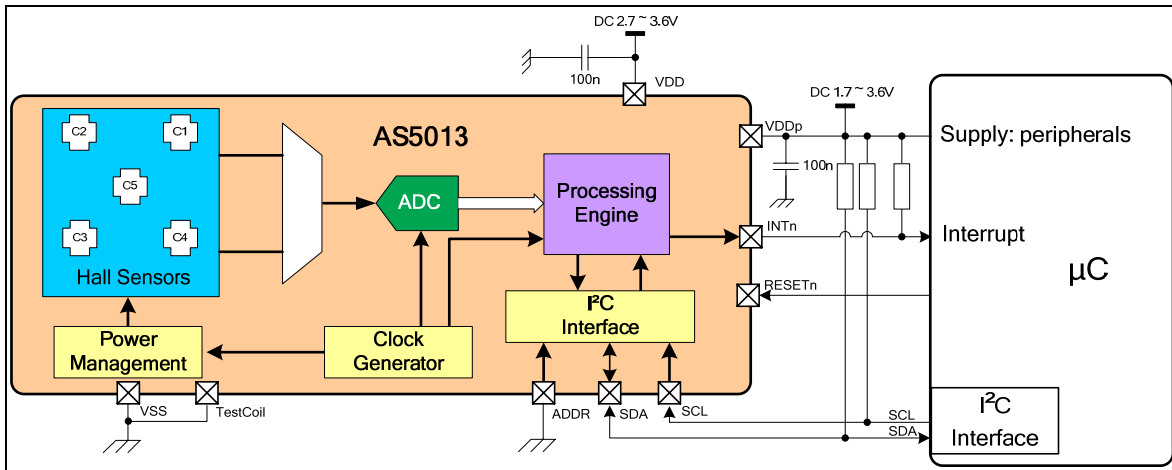 DC 2.7 ~ 3.6V
100n
VDD
C2
C1
C5
C3
C4
Hall Sensors
AS5013
ADC
Processing
Engine
DC 1.7 ~ 3.6V
VDDp
100n
Supply: peripherals
INTn
Interrupt
µC
RESETn
Power
Management
Clock
Generator
I²C
Interface
VSS
TestCoil
ADDR
SDA
SCL
SCL
SDA
I²C
Interface